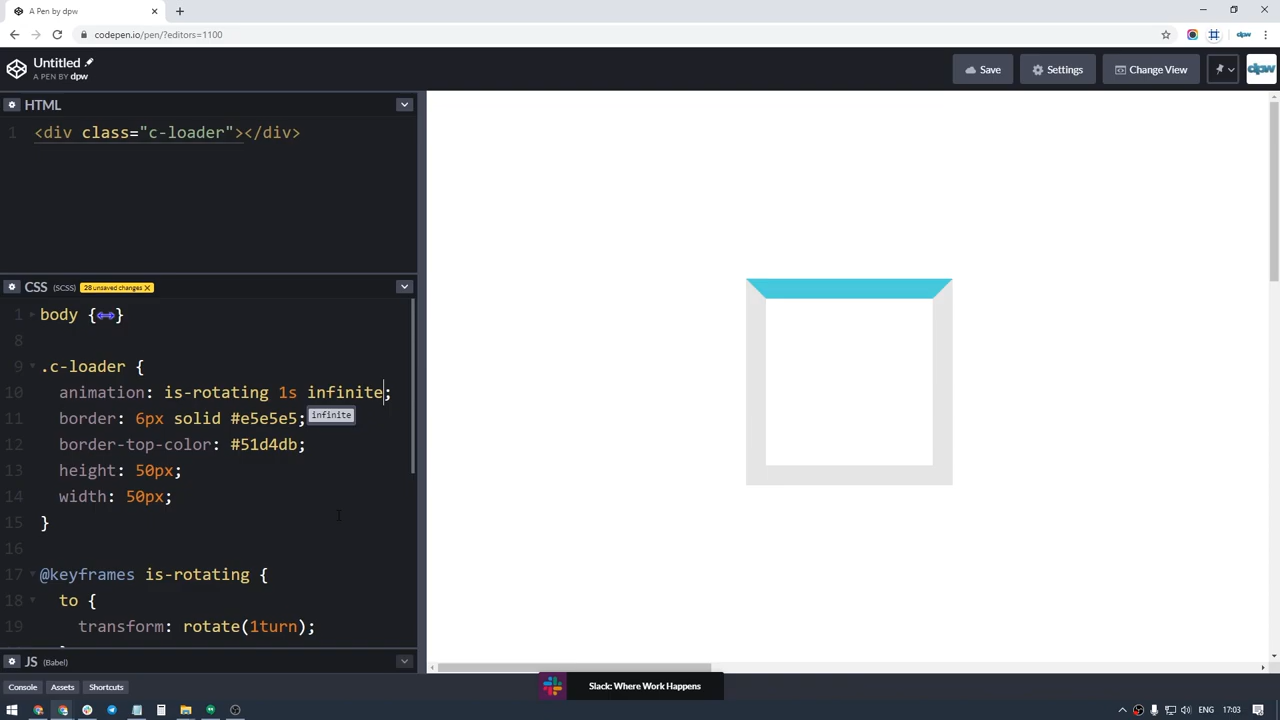 A Pen by dpw
codepen.io/pen/?editors=1100
dpw
Untitled
A PEN BY dpw
Save
Settings
Change View
dpw
HTML
1 <div class="c-loader"></div>
CSS (SCSS) 28 unsaved changes
1 body {↔}
8
9 .c-loader {
10 animation: is-rotating 1s infinite;
11 border: 6px solid #e5e5e5;
infinite
12 border-top-color: #51d4db;
13 height: 50px;
14 width: 50px;
15 }
16
17 @keyframes is-rotating {
18 to {
19 transform: rotate(1turn);
JS (Babel)
Console Assets Shortcuts
Slack: Where Work Happens
ENG 17:03